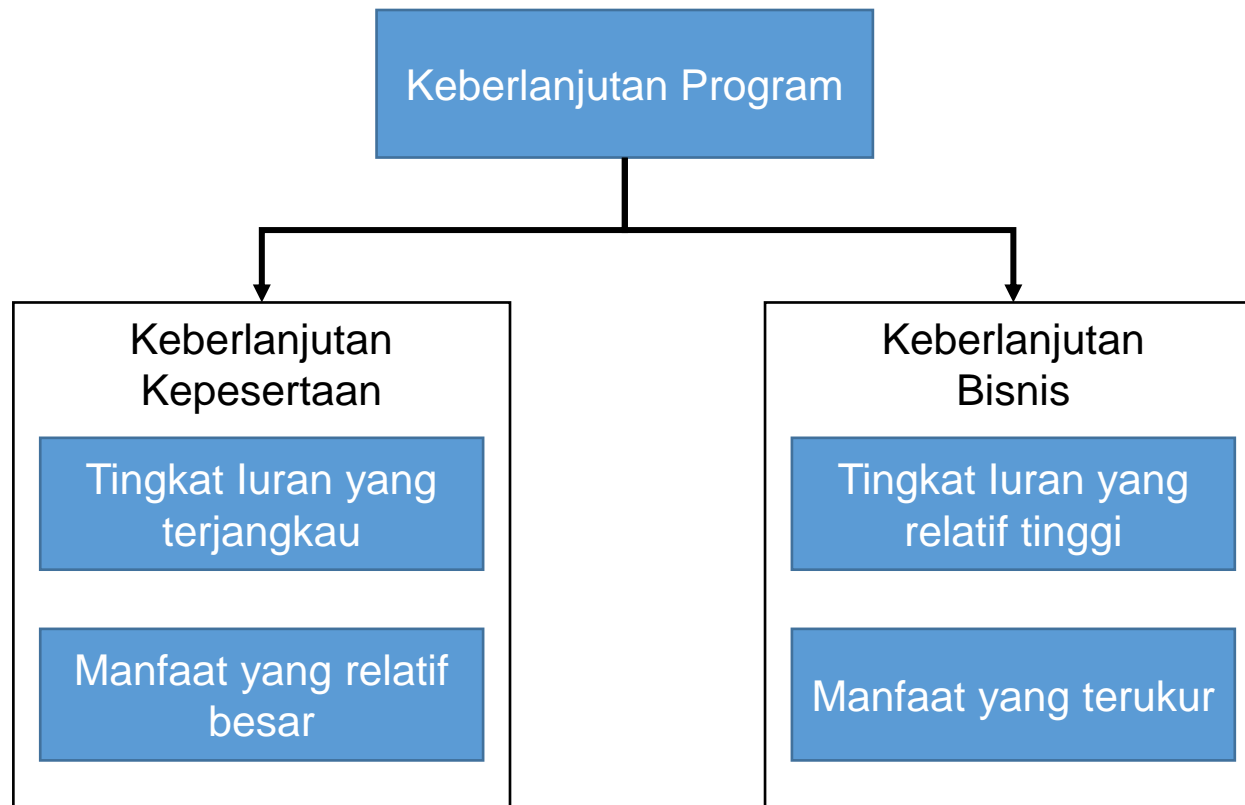 Keberlanjutan Program
Keberlanjutan
Kepesertaan
Tingkat Iuran yang
terjangkau
Manfaat yang relatif
besar
Keberlanjutan
Bisnis
Tingkat Iuran yang
relatif tinggi
Manfaat yang terukur